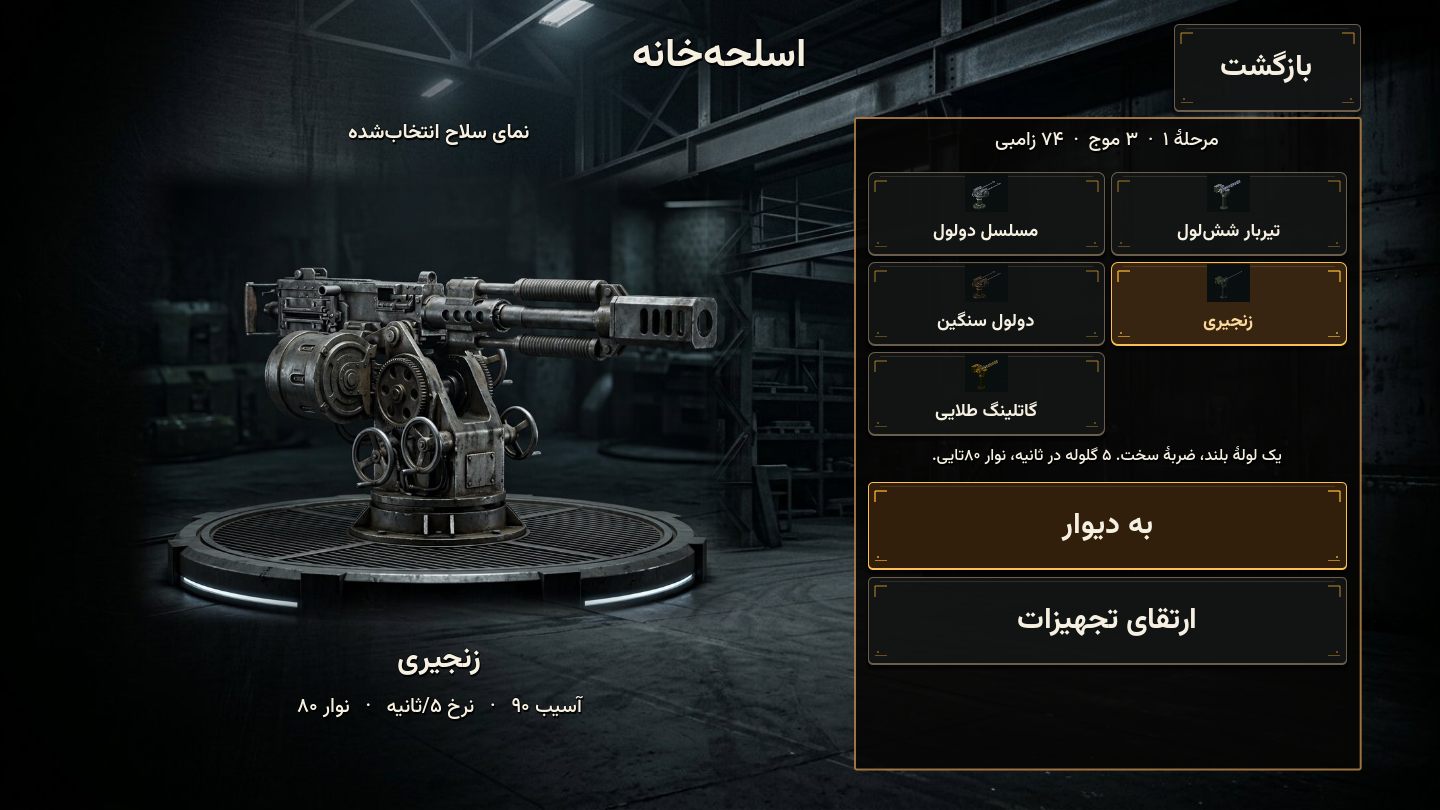 بازگشت
اسلحه‌خانه
نمای سلاح انتخاب‌شده
مرحلهٔ ۱ · ۳ موج · ۷۴ زامبی
تیربار شش‌لول
مسلسل دولول
زنجیری
دولول سنگین
گاتلینگ طلایی
یک لولهٔ بلند، ضربهٔ سخت. ۵ گلوله در ثانیه، نوار ۸۰تایی.
به دیوار
ارتقای تجهیزات
زنجیری
آسیب ۹۰ · نرخ ۵/ثانیه · نوار ۸۰